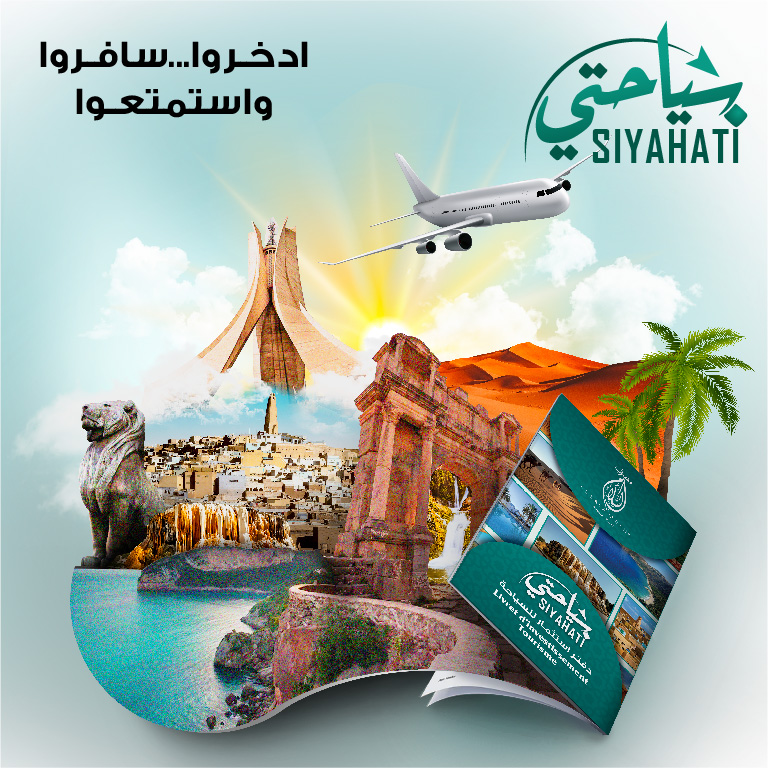 ادخروا...سافروا
واستمتعوا
سياحتي
SIYAHATI
سياحتي
SIYAHATI
دفتر استثمار للسياحة
Livret d'investissement
Tourisme